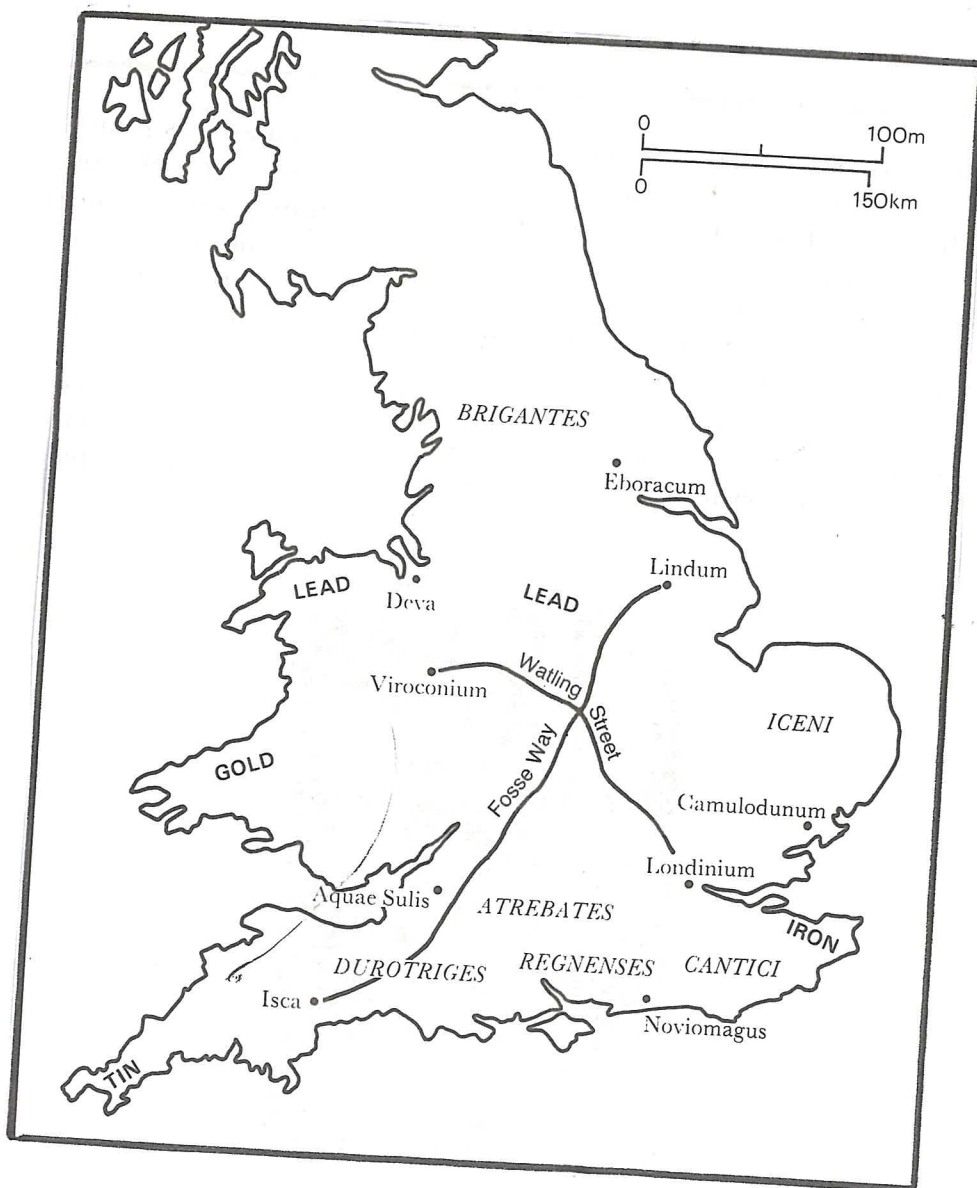 0 100m
0 150km
BRIGANTES
Eboracum
Lindum
LEAD
Deva
LEAD
Viroconium
Watling
Street
ICENI
GOLD
Fosse Way
Camulodunum
Londinium
Aquae Sulis
ATREBATES
IRON
DUROTRIGES
REGNENSES
CANTICI
Isca
Noviomagus
TIN